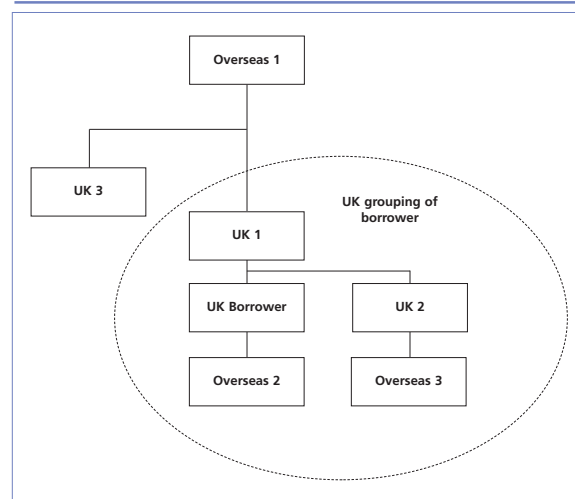 Overseas 1
UK 3
UK grouping of
borrower
UK 1
UK Borrower
UK 2
Overseas 2
Overseas 3